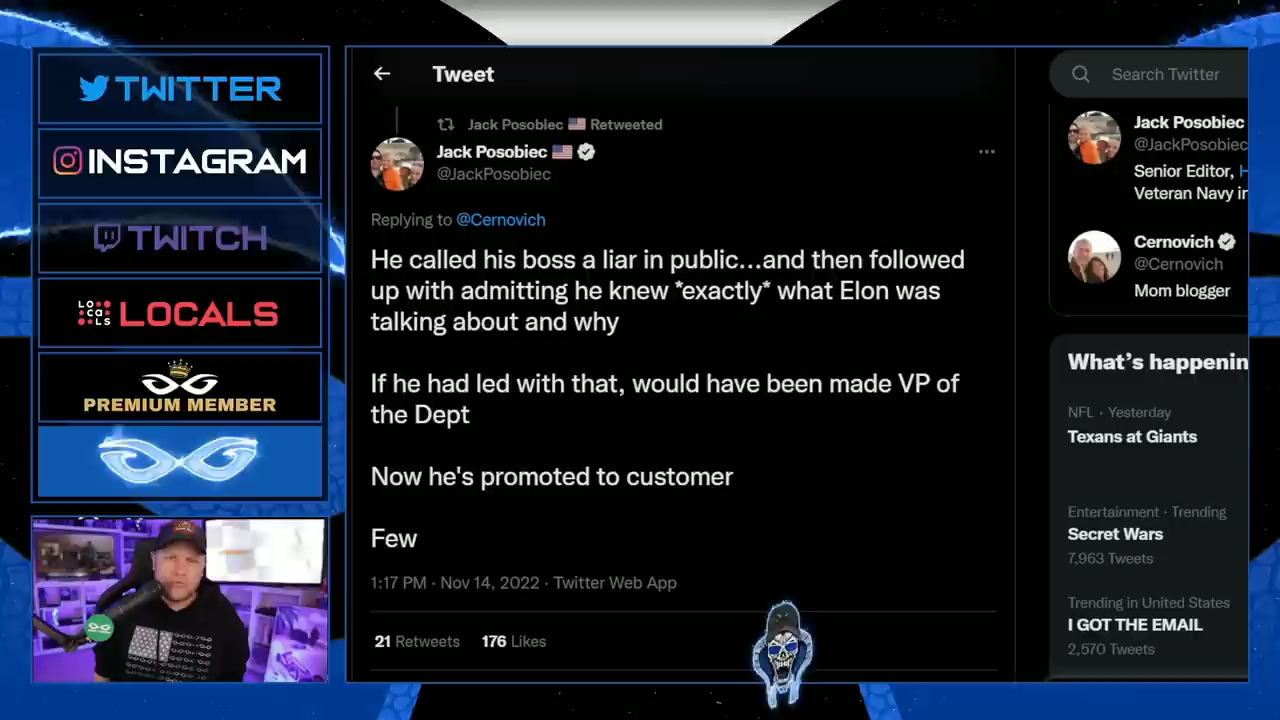 TWITTER
INSTAGRAM
TWITCH
LOCALS
LOCALS
PREMIUM MEMBER
Tweet
Jack Posobiec 🇺🇸 Retweeted
Jack Posobiec 🇺🇸
@JackPosobiec
Replying to @Cernovich
He called his boss a liar in public...and then followed
up with admitting he knew *exactly* what Elon was
talking about and why
If he had led with that, would have been made VP of
the Dept
Now he's promoted to customer
Few
1:17 PM · Nov 14, 2022 · Twitter Web App
21 Retweets 176 Likes
Search Twitter
Jack Posobiec
@JackPosobiec
Senior Editor, H
Veteran Navy in
Cernovich
@Cernovich
Mom blogger
What's happenin
NFL · Yesterday
Texans at Giants
Entertainment · Trending
Secret Wars
7,963 Tweets
Trending in United States
I GOT THE EMAIL
2,570 Tweets